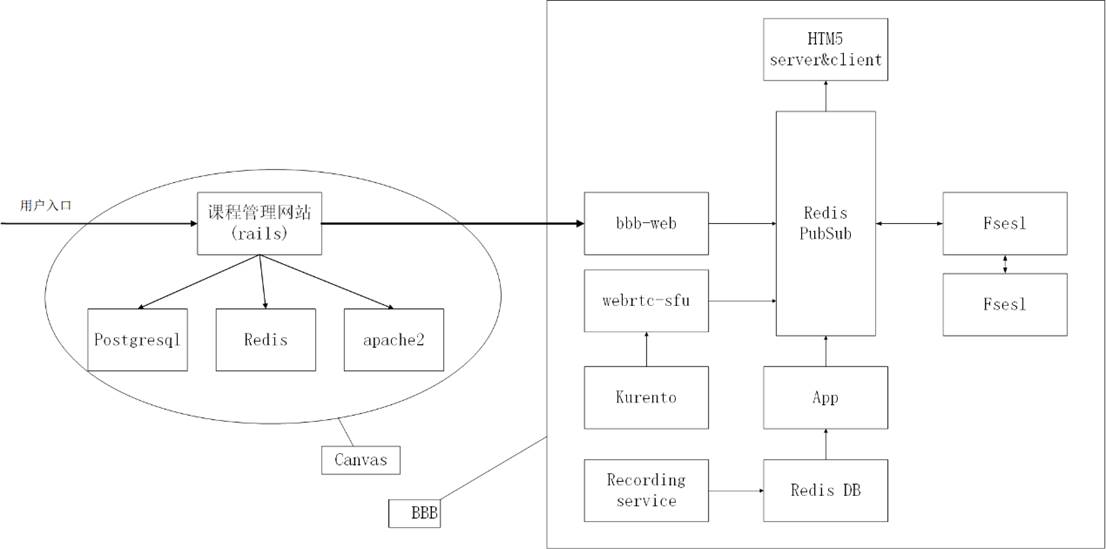 HTM5
server&client
用户入口
课程管理网站
(rails)
bbb-web
Redis
PubSub
Fsesl
webrtc-sfu
Fsesl
Postgresql
Redis
apache2
Kurento
App
Canvas
Recording
service
Redis DB
BBB